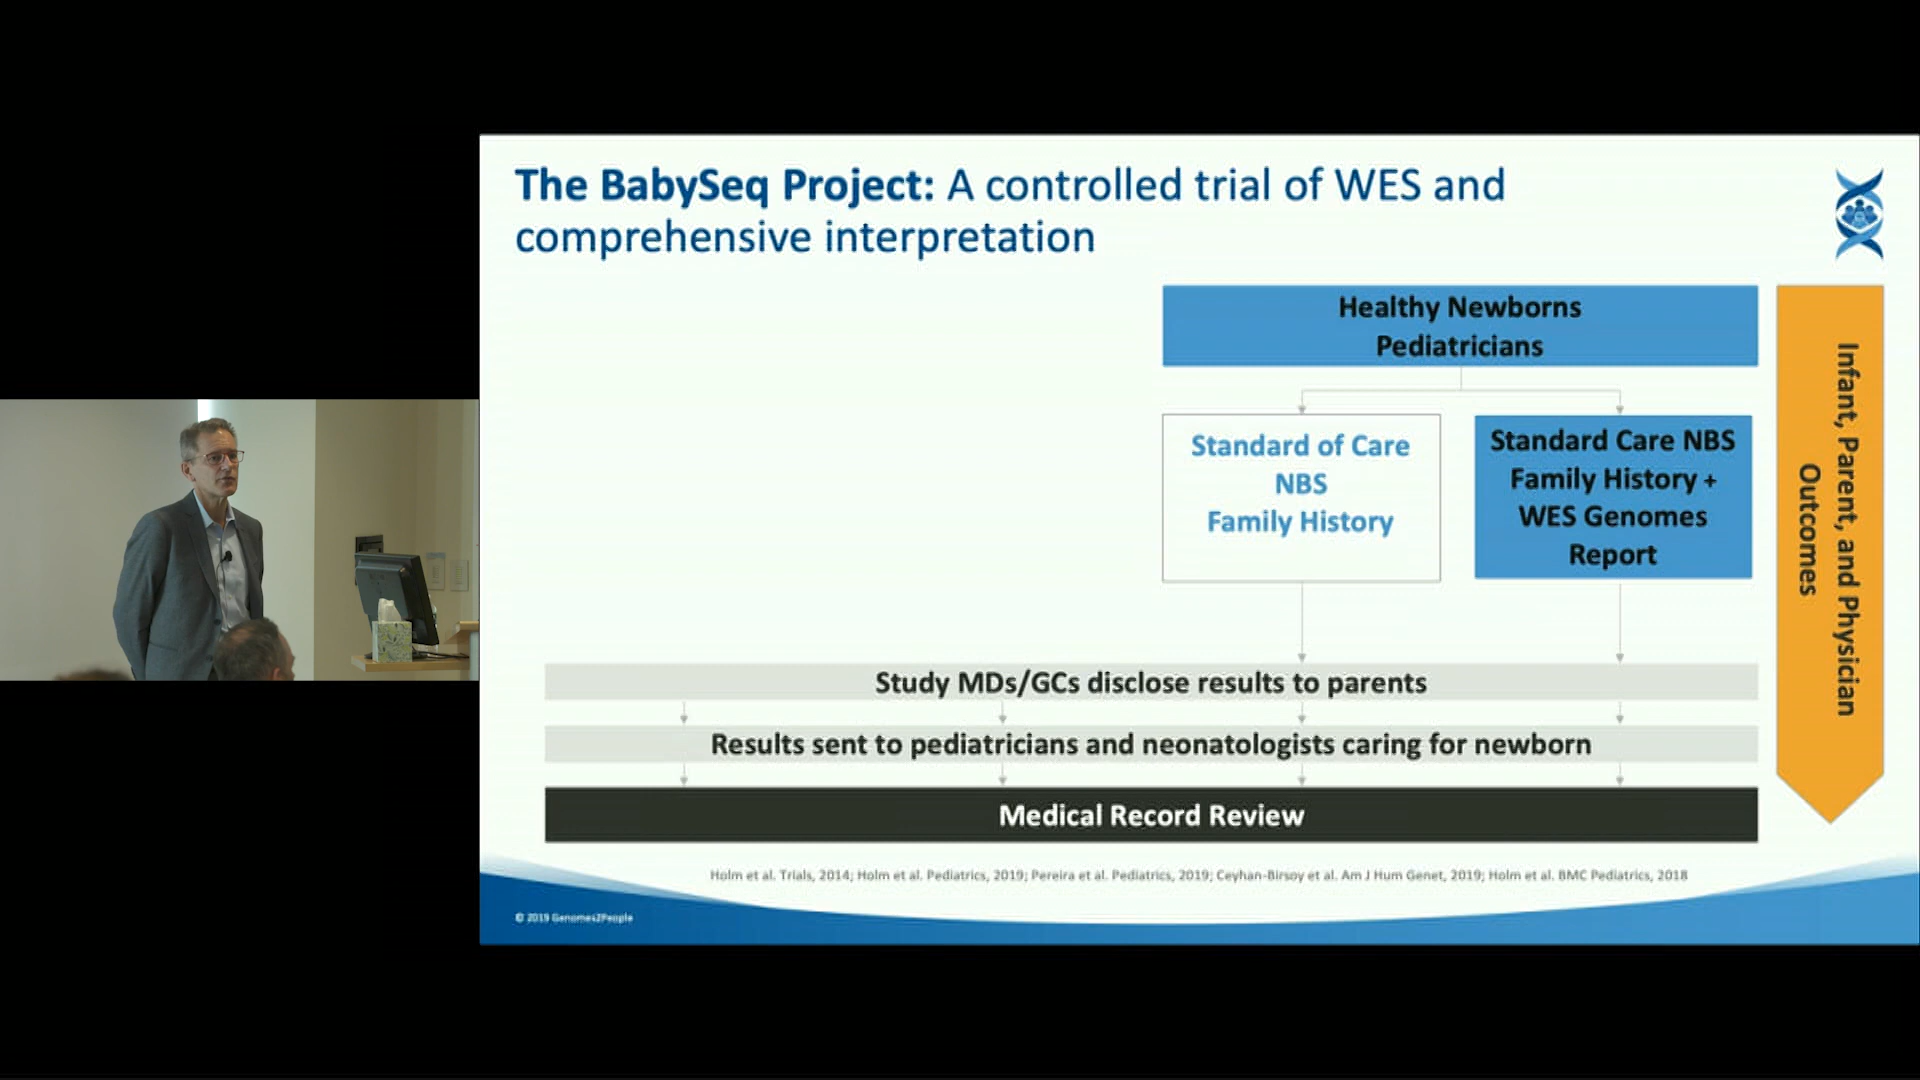 The BabySeq Project: A controlled trial of WES and
comprehensive interpretation
Healthy Newborns
Pediatricians
Standard of Care
NBS
Family History
Standard Care NBS
Family History +
WES Genomes
Report
Infant, Parent, and Physician
Outcomes
Study MDs/GCs disclose results to parents
Results sent to pediatricians and neonatologists caring for newborn
Medical Record Review
Holm et al. Trials, 2014; Holm et al. Pediatrics, 2019; Pereira et al. Pediatrics, 2019; Ceyhan-Birsoy et al. Am J Hum Genet, 2019; Holm et al. BMC Pediatrics, 2018
© 2019 Genomes2People